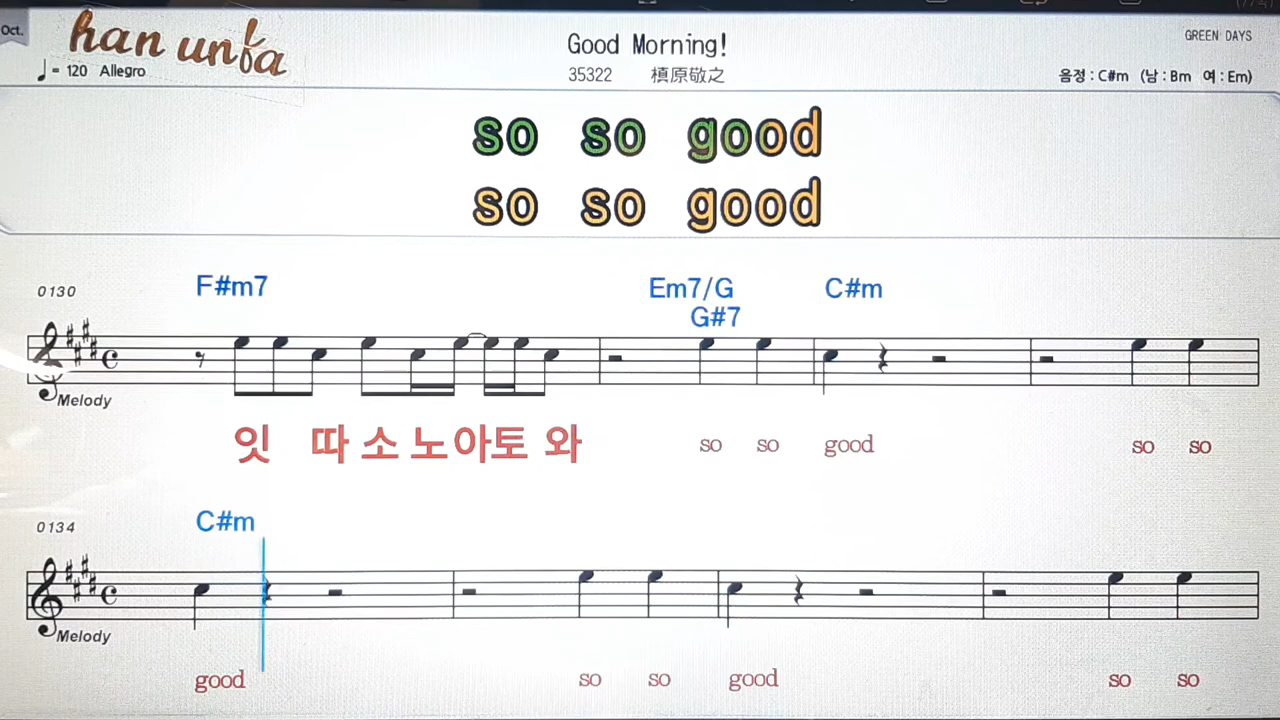 Oct.
han unba
Good Morning!
GREEN DAYS
♩ = 120 Allegro
35322 槙原敬之
음정 : C#m (남 : Bm 여 : Em)
so so good
so so good
F#m7 Em7/G C#m
G#7
0130
Melody
잇 따 소 노 아 토 와 so so good so so
0134
C#m
Melody
good so so good so so